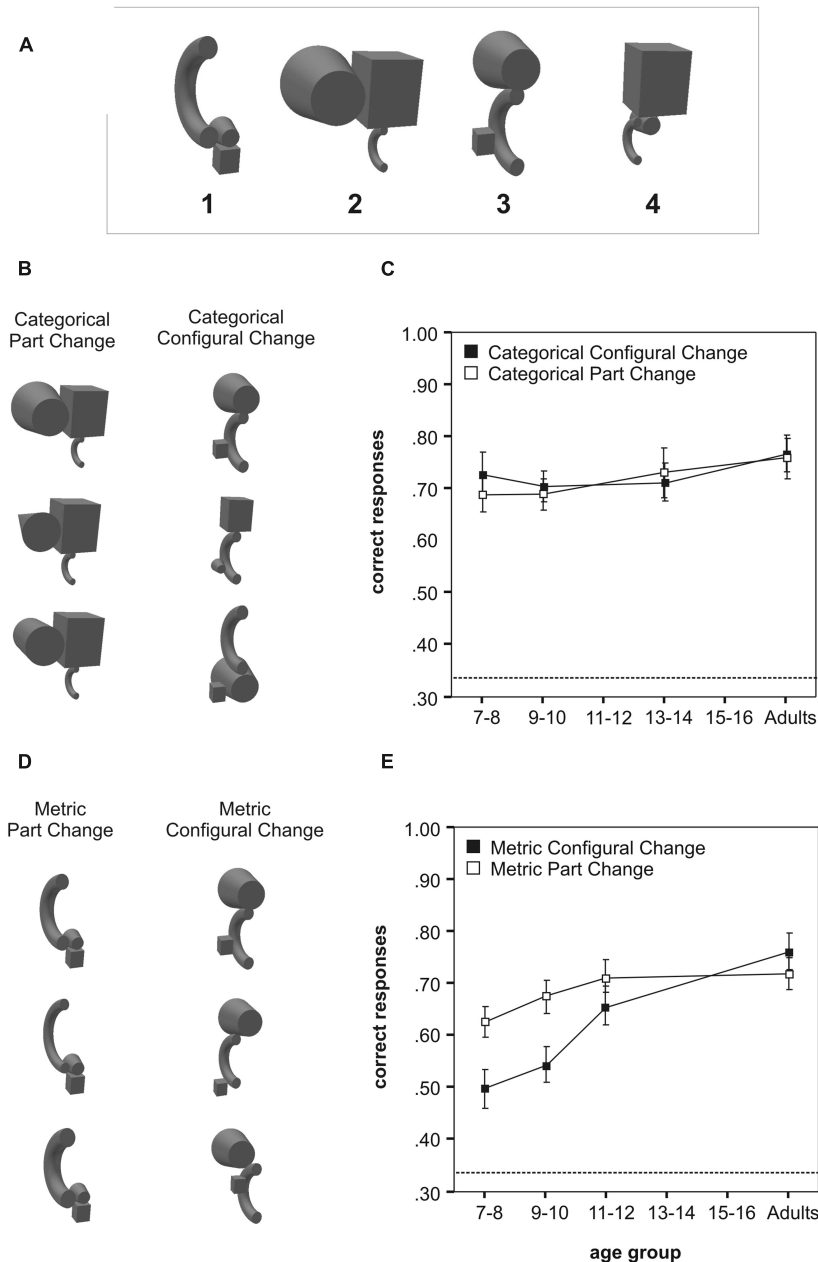 A
1 2 3 4
B
Categorical
Part Change
Categorical
Configural Change
C
1.00
.90
.80
.70
.60
.50
.40
.30
correct responses
Categorical Configural Change
Categorical Part Change
7-8 9-10 11-12 13-14 15-16 Adults
D
Metric
Part Change
Metric
Configural Change
E
1.00
.90
.80
.70
.60
.50
.40
.30
correct responses
Metric Configural Change
Metric Part Change
7-8 9-10 11-12 13-14 15-16 Adults
age group